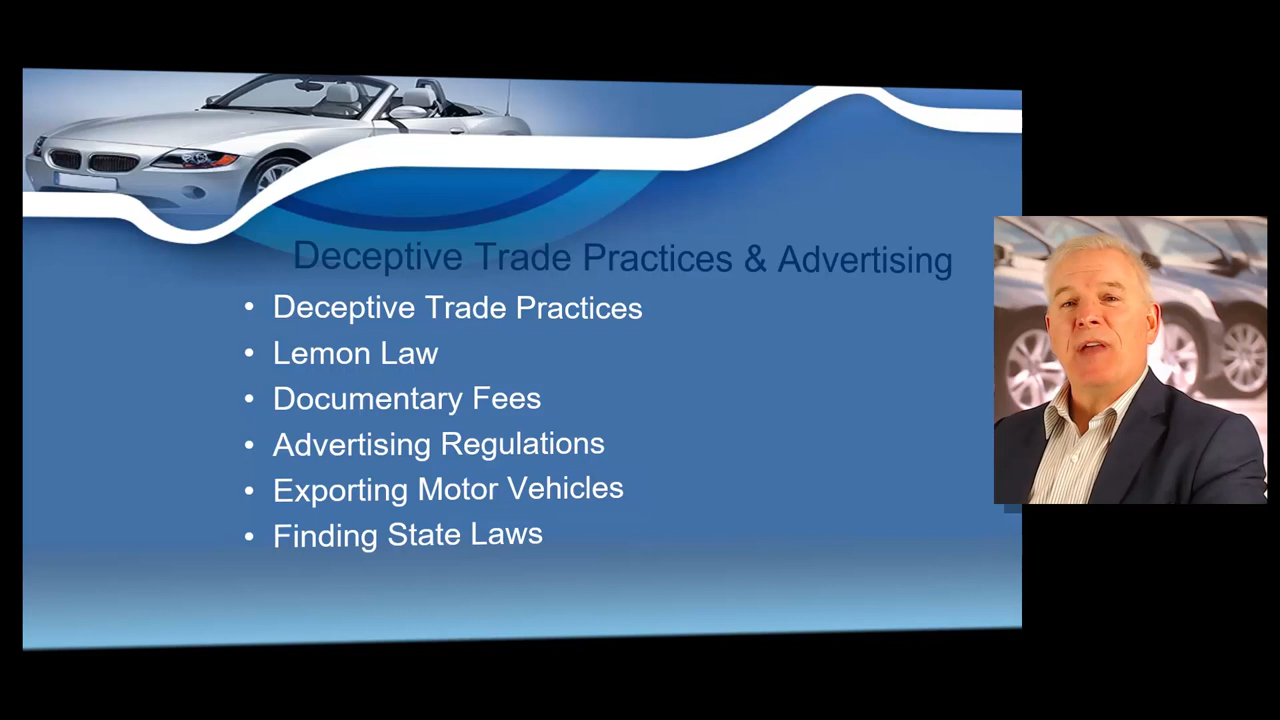 Deceptive Trade Practices & Advertising
• Deceptive Trade Practices
• Lemon Law
• Documentary Fees
• Advertising Regulations
• Exporting Motor Vehicles
• Finding State Laws